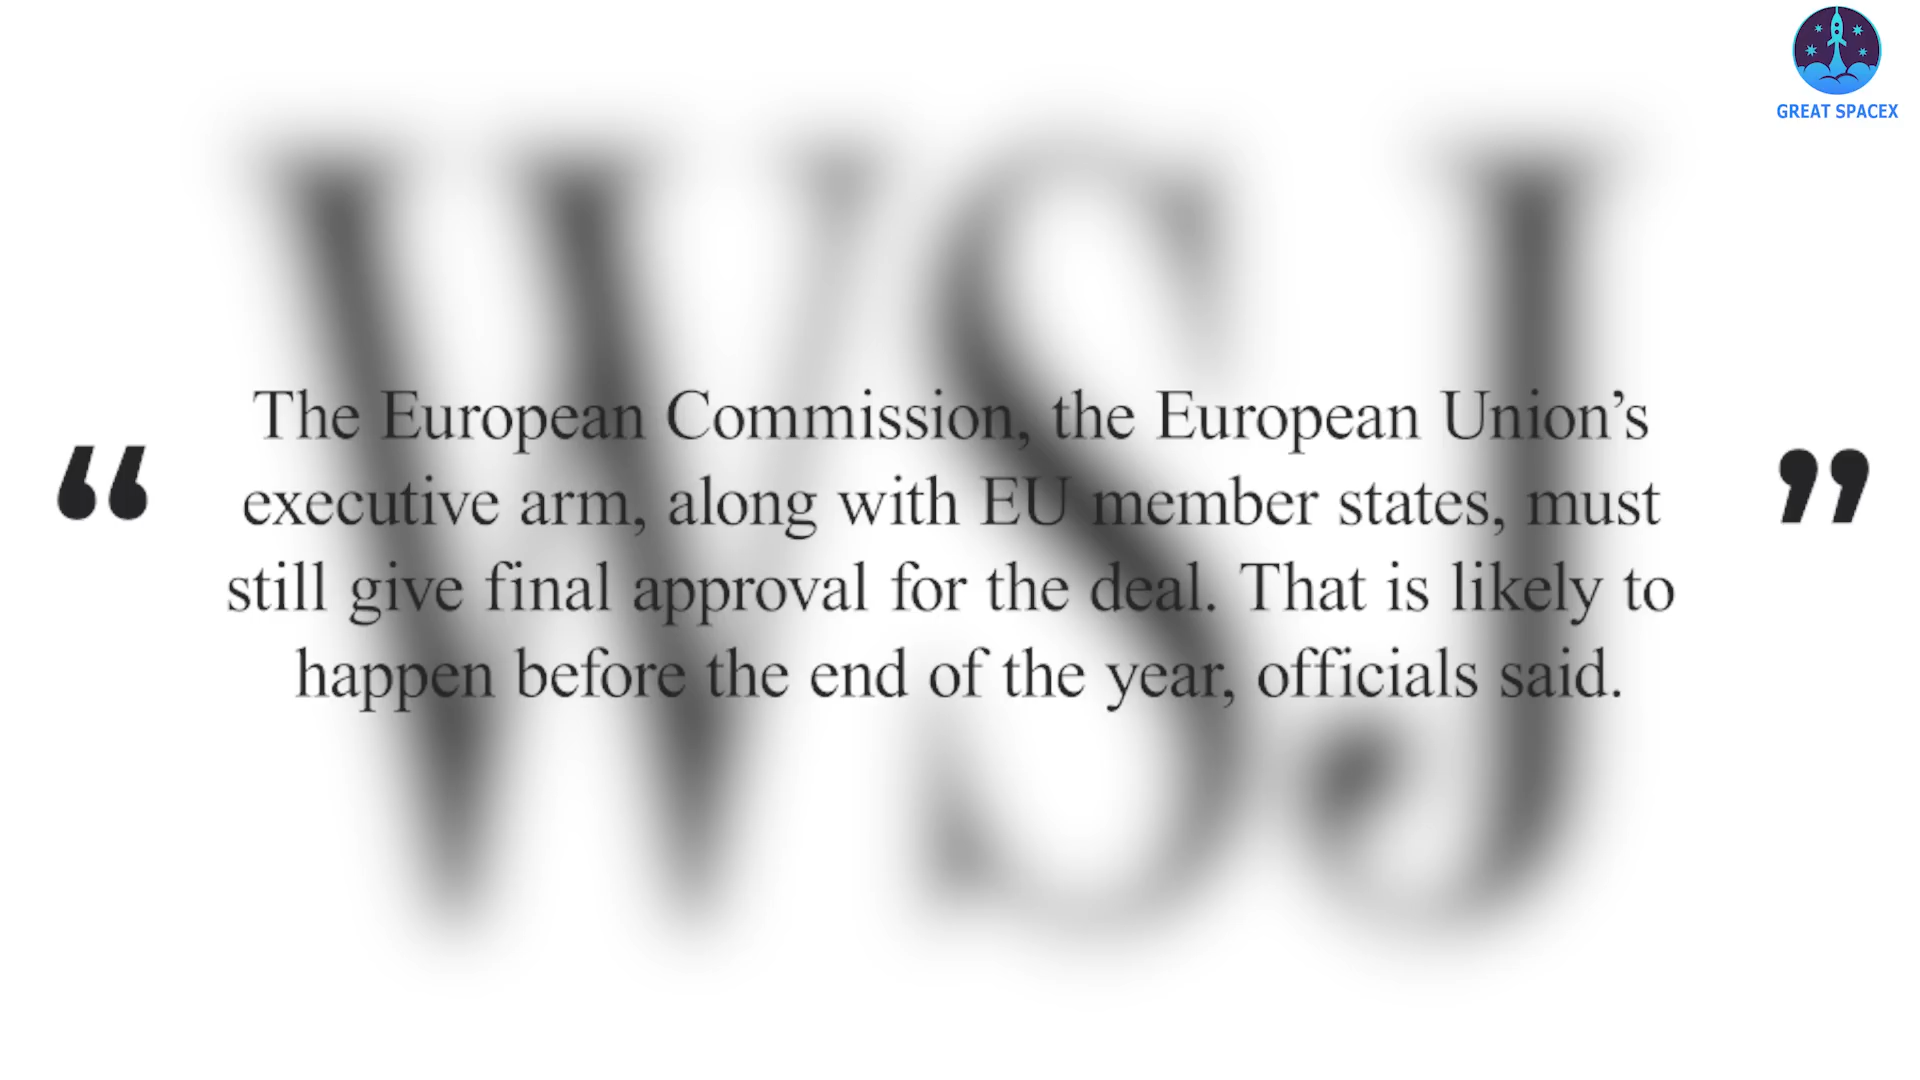 GREAT SPACEX
WSJ
“The European Commission, the European Union’s
executive arm, along with EU member states, must
still give final approval for the deal. That is likely to
happen before the end of the year, officials said.”